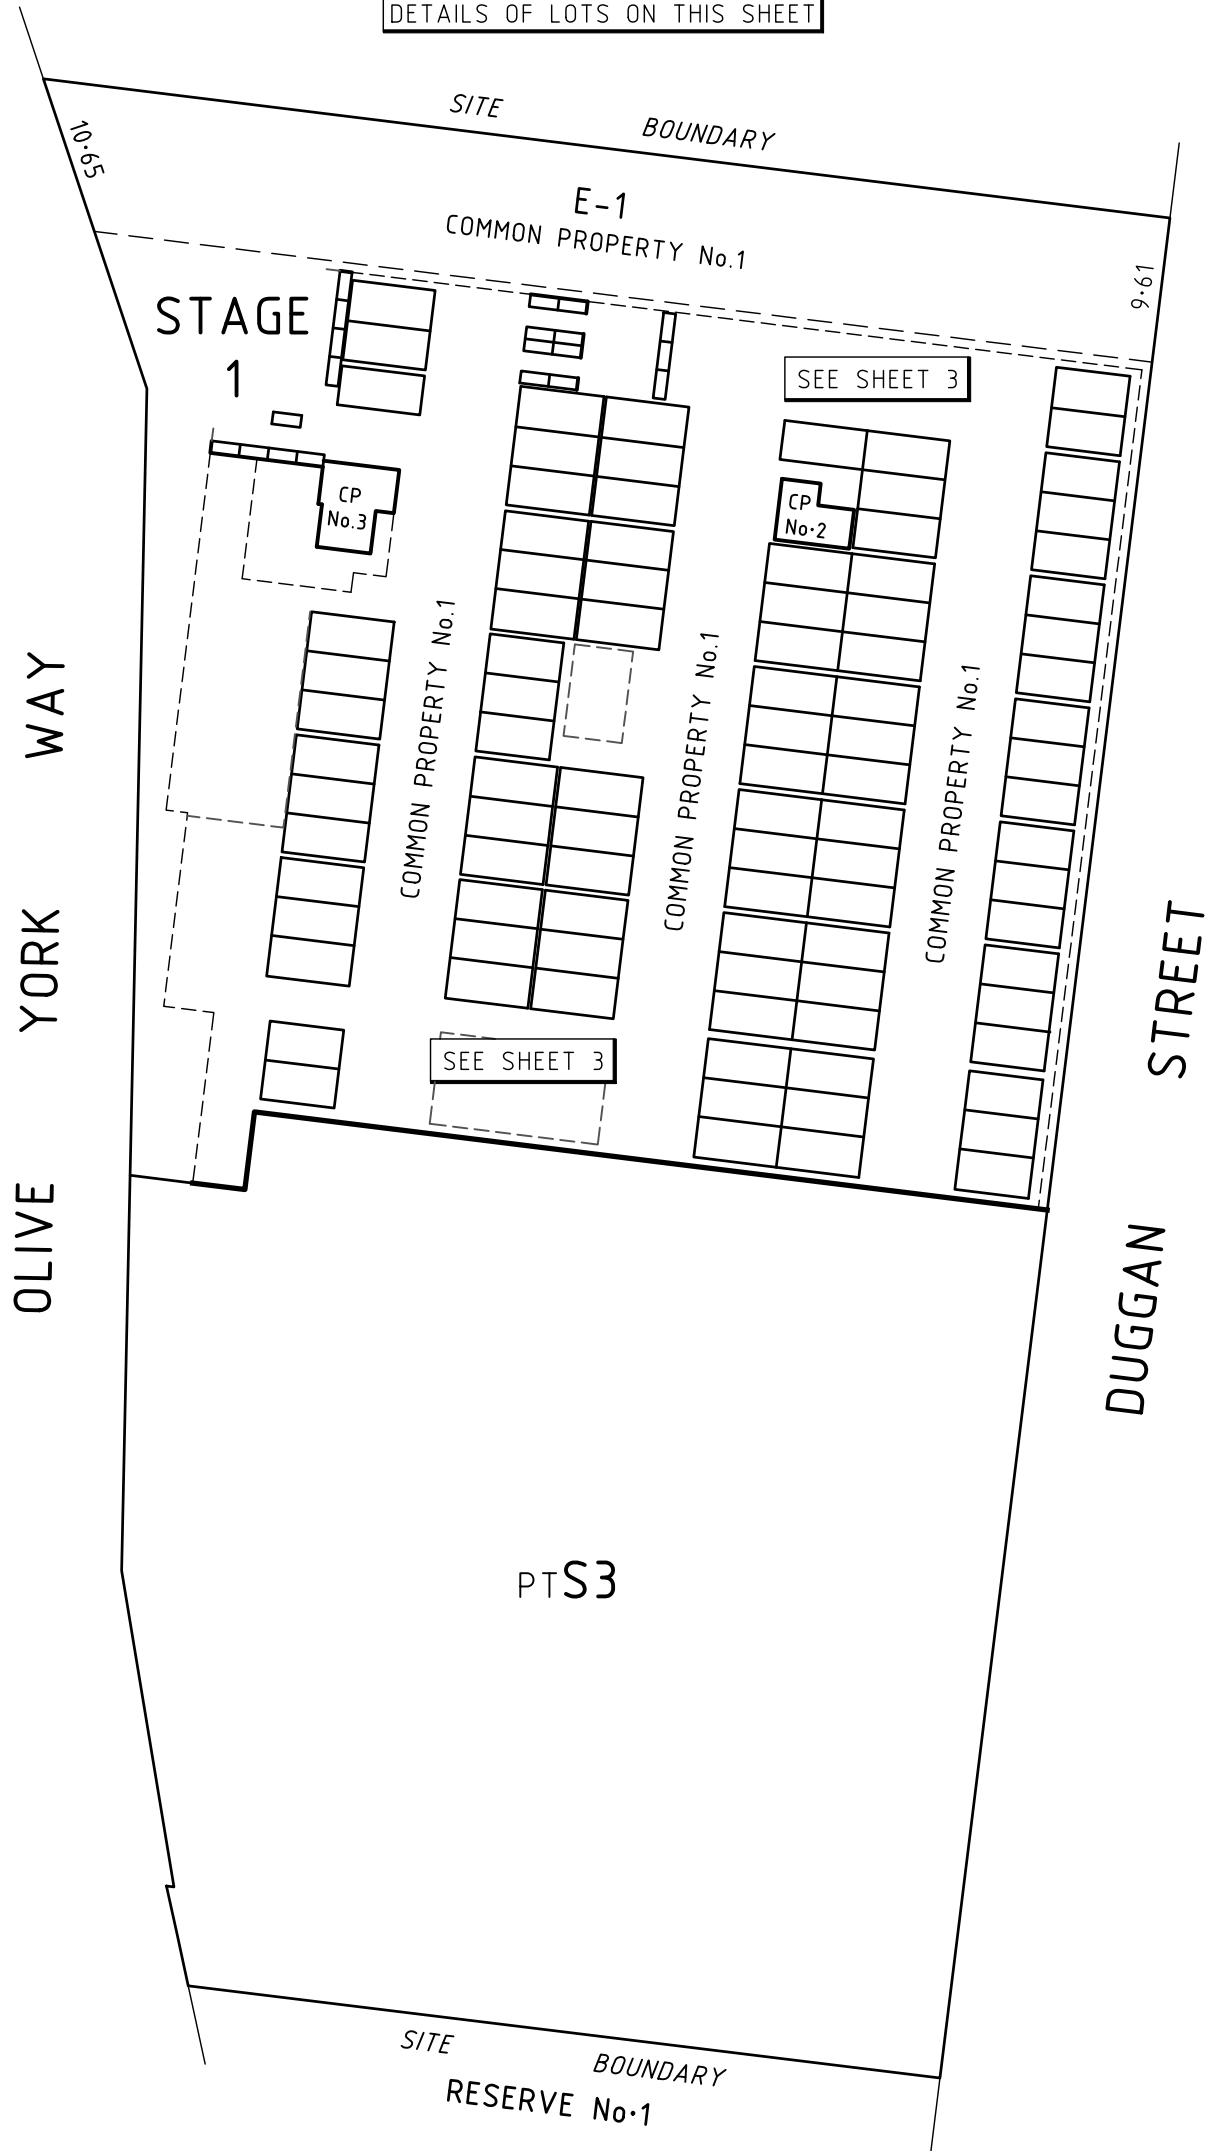 DETAILS OF LOTS ON THIS SHEET
SITE BOUNDARY
10·65
E-1
COMMON PROPERTY No.1
9·61
STAGE
1
SEE SHEET 3
CP
No.3
CP
No·2
COMMON PROPERTY No.1
COMMON PROPERTY No.1
COMMON PROPERTY No.1
OLIVE YORK WAY
DUGGAN STREET
SEE SHEET 3
PTS3
SITE BOUNDARY
RESERVE No·1